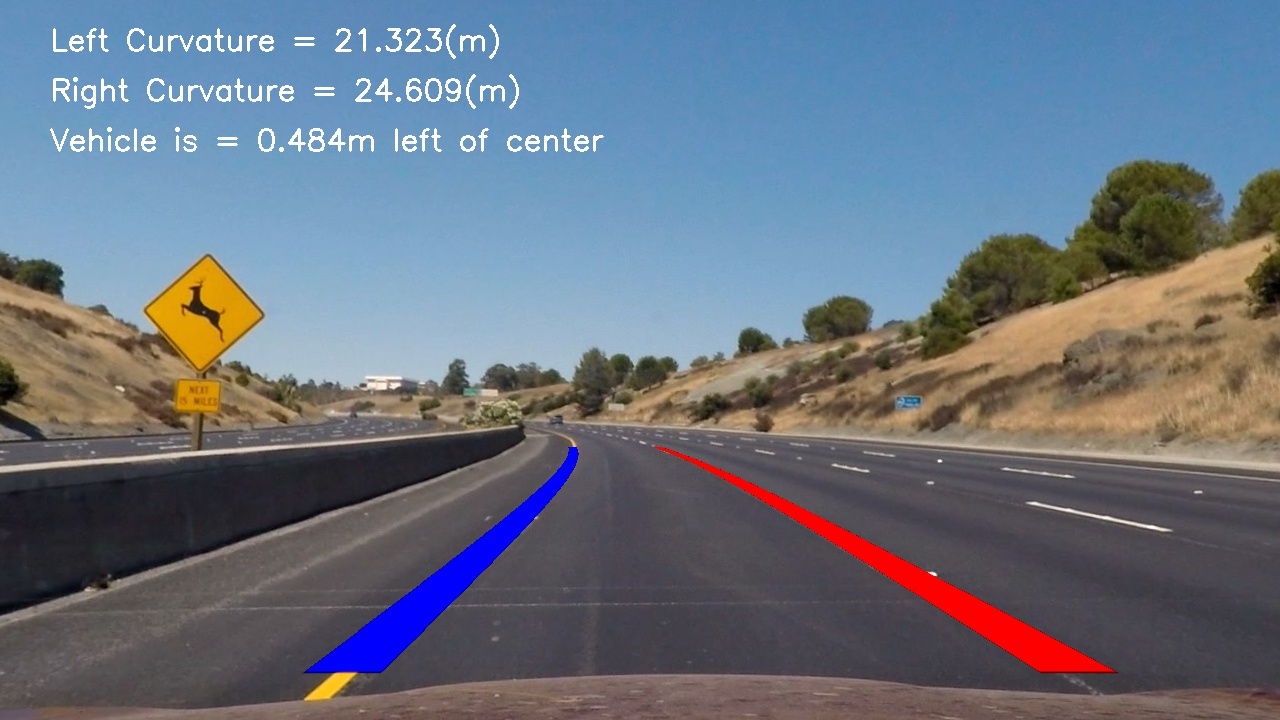 Left Curvature = 21.323(m)
Right Curvature = 24.609(m)
Vehicle is = 0.484m left of center
NEXT
15 MILES